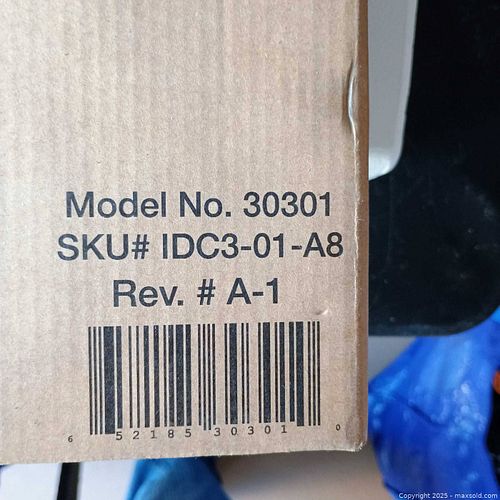 Model No. 30301
SKU# IDC3-01-A8
Rev. # A-1
6 52185 30301 0
Copyright 2025 - maxsold.com